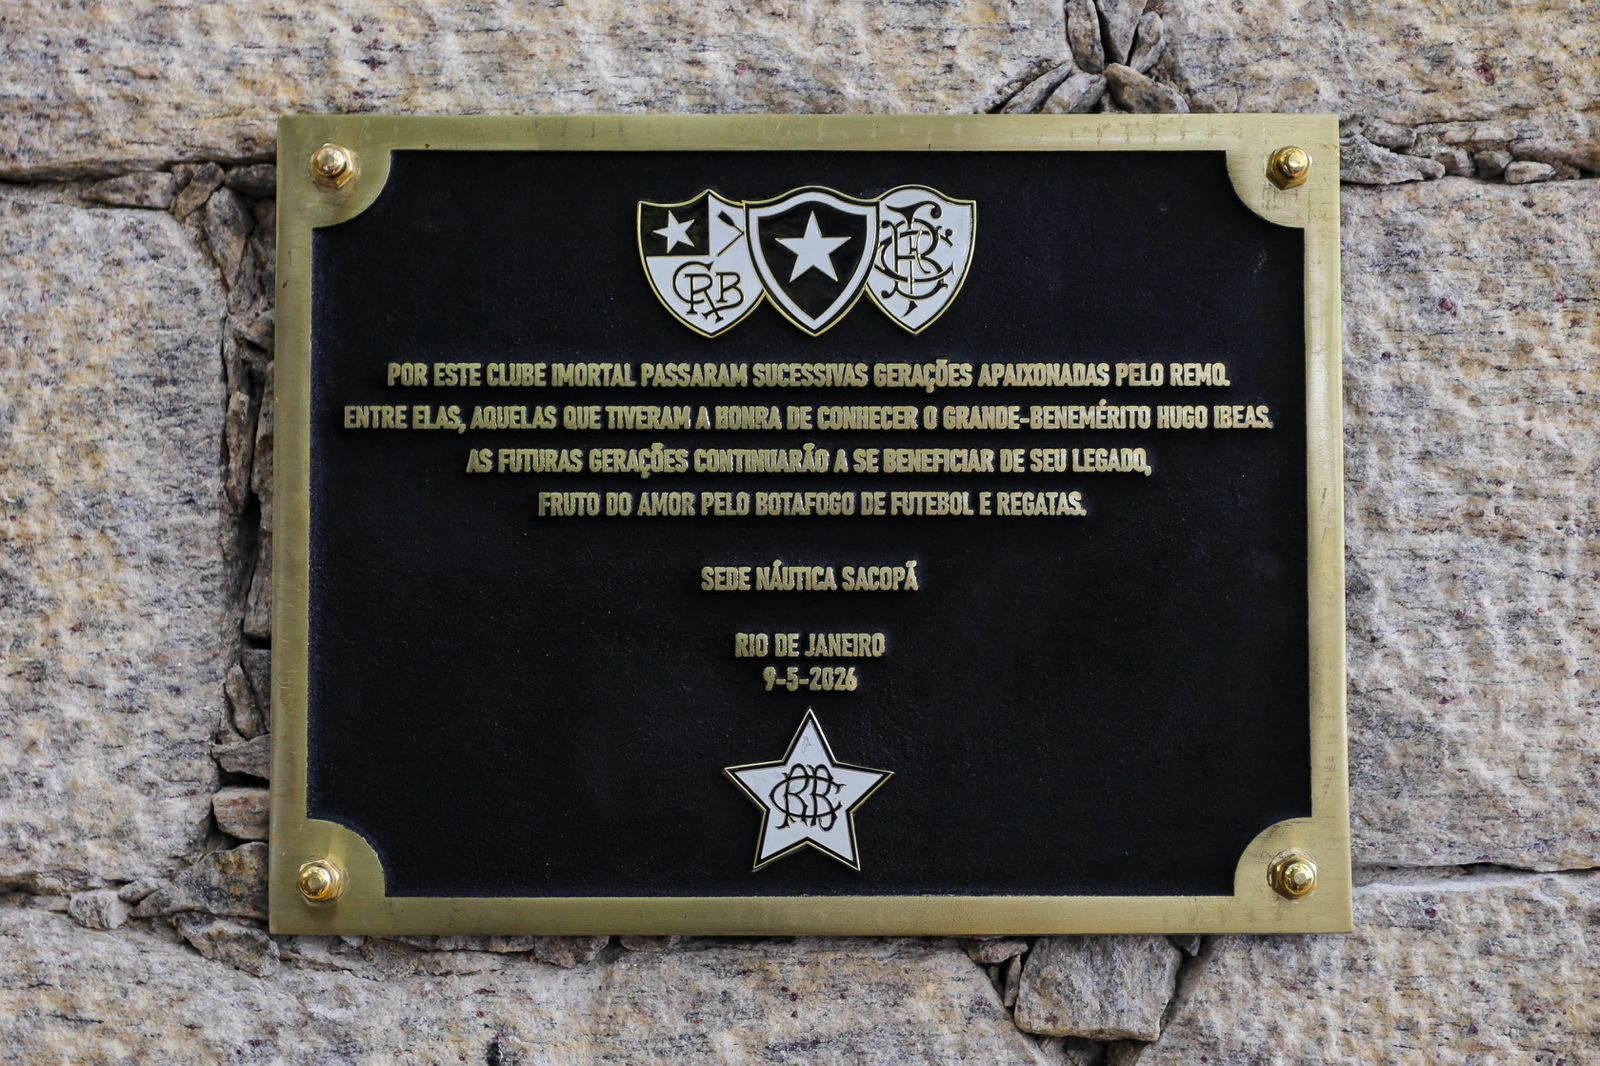 CRB
BFC
POR ESTE CLUBE IMORTAL PASSARAM SUCESSIVAS GERAÇÕES APAIXONADAS PELO REMO.
ENTRE ELAS, AQUELAS QUE TIVERAM A HONRA DE CONHECER O GRANDE-BENEMÉRITO HUGO IBEAS.
AS FUTURAS GERAÇÕES CONTINUARÃO A SE BENEFICIAR DE SEU LEGADO,
FRUTO DO AMOR PELO BOTAFOGO DE FUTEBOL E REGATAS.
SEDE NÁUTICA SACOPÃ
RIO DE JANEIRO
9-5-2026